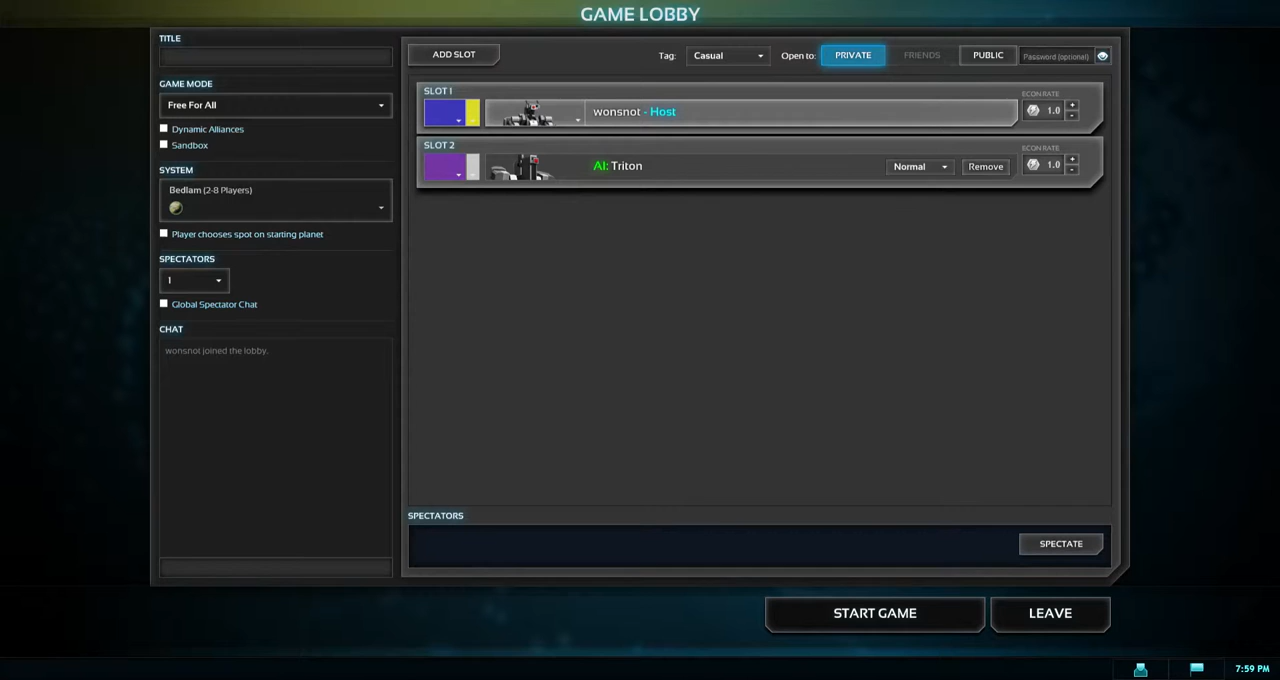 GAME LOBBY
TITLE
GAME MODE
Free For All
Dynamic Alliances
Sandbox
SYSTEM
Bedlam (2-8 Players)
Player chooses spot on starting planet
SPECTATORS
1
Global Spectator Chat
CHAT
wonsnot joined the lobby.
ADD SLOT
Tag: Casual Open to: PRIVATE FRIENDS PUBLIC Password (optional)
SLOT 1
wonsnot - Host
ECON RATE
1.0 + -
SLOT 2
AI: Triton
Normal
Remove
ECON RATE
1.0 + -
SPECTATORS
SPECTATE
START GAME
LEAVE
7:59 PM